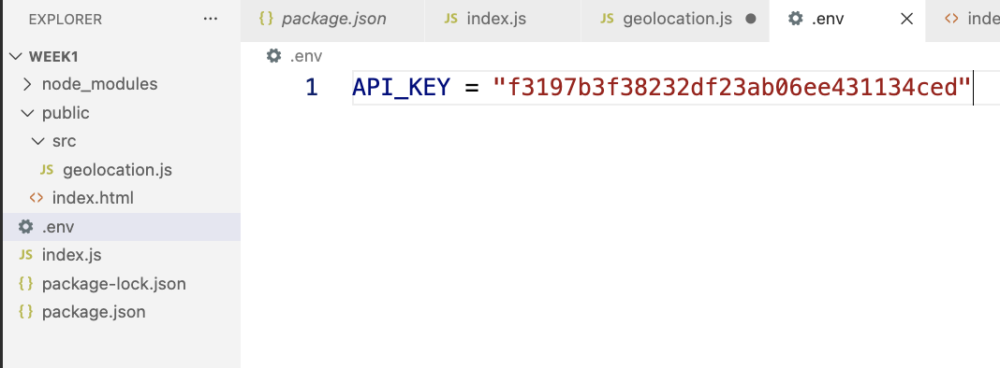 EXPLORER ...
WEEK1
node_modules
public
src
JS geolocation.js
<> index.html
.env
JS index.js
{} package-lock.json
{} package.json
{} package.json
JS index.js
JS geolocation.js
.env
<> inde
.env
1 API_KEY = "f3197b3f38232df23ab06ee431134ced"